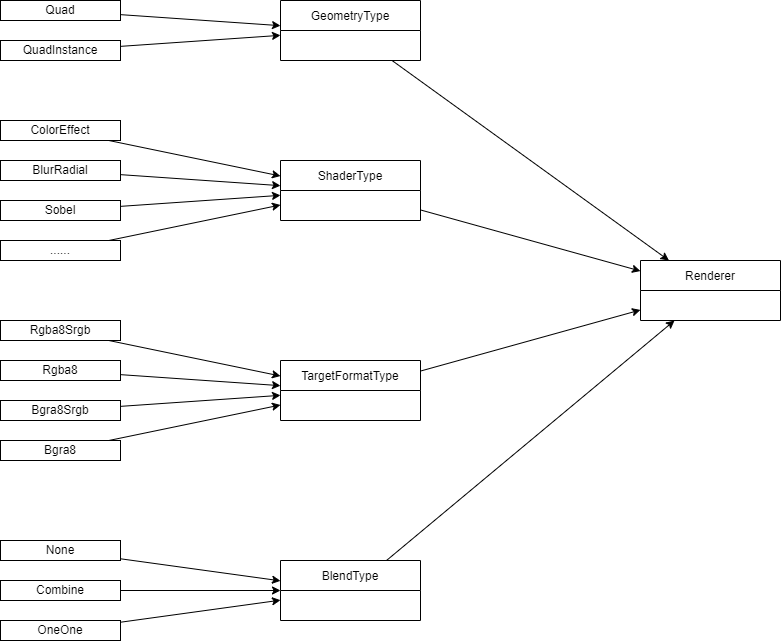 Quad
GeometryType
QuadInstance
ColorEffect
BlurRadial
ShaderType
Sobel
......
Renderer
Rgba8Srgb
Rgba8
TargetFormatType
Bgra8Srgb
Bgra8
None
BlendType
Combine
OneOne